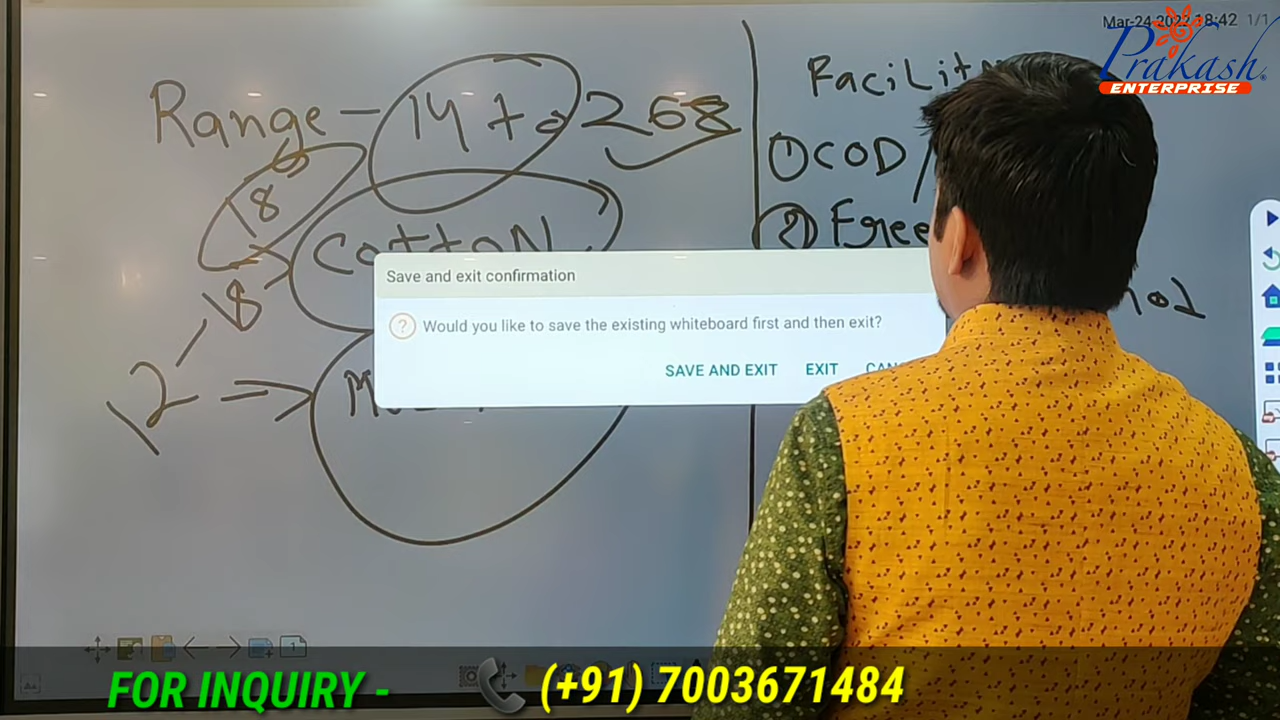 Mar-24-2022 18:42 1/1
Prakash
ENTERPRISE
Range - 14 to 268
18
Cotton
18
12
Facilit
① COD /
② Free
Save and exit confirmation
Would you like to save the existing whiteboard first and then exit?
SAVE AND EXIT EXIT
FOR INQUIRY - (+91) 7003671484